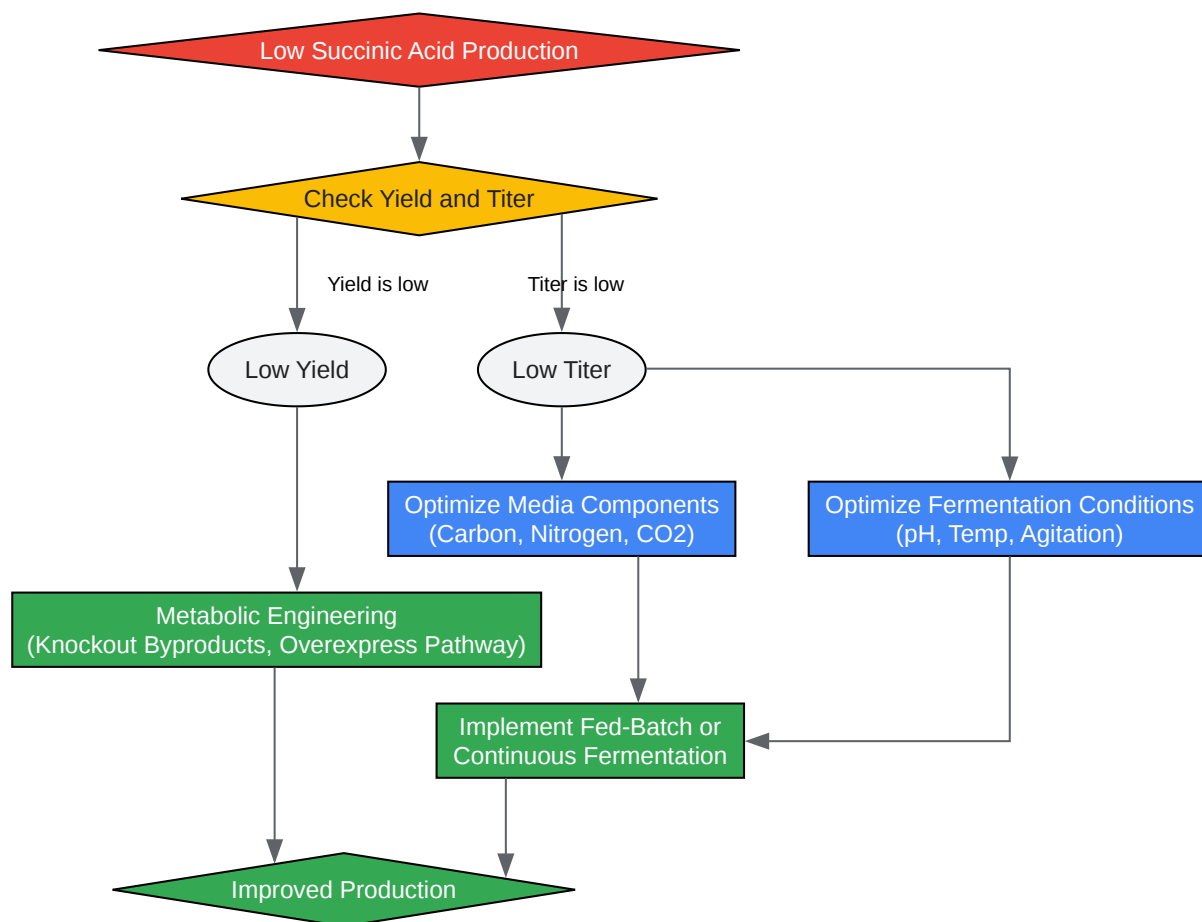 Low Succinic Acid Production
Check Yield and Titer
Yield is low
Titer is low
Low Yield
Low Titer
Optimize Media Components
(Carbon, Nitrogen, CO2)
Optimize Fermentation Conditions
(pH, Temp, Agitation)
Metabolic Engineering
(Knockout Byproducts, Overexpress Pathway)
Implement Fed-Batch or
Continuous Fermentation
Improved Production